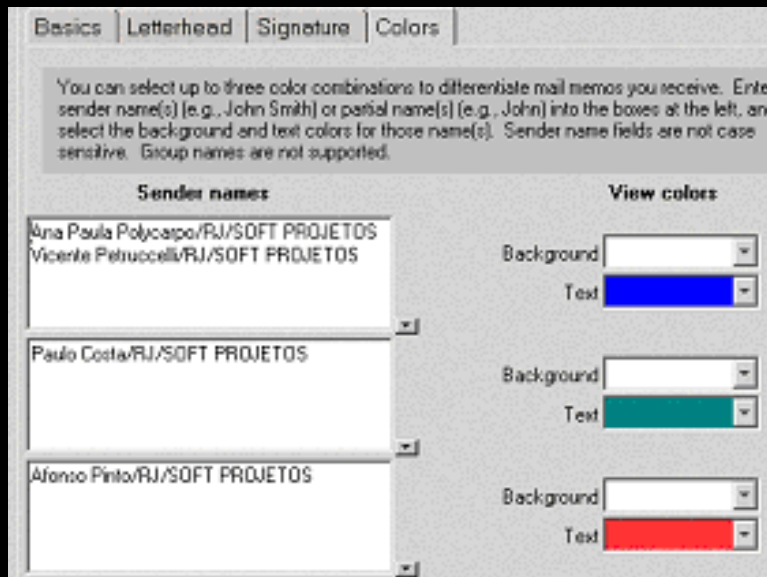 Basics Letterhead Signature Colors
You can select up to three color combinations to differentiate mail memos you receive. Ente
sender name(s) (e.g., John Smith) or partial name(s) (e.g., John) into the boxes at the left, and
select the background and text colors for those name(s). Sender name fields are not case
sensitive. Group names are not supported.
Sender names View colors
Ana Paula Polycarpo/RJ/SOFT PROJETOS
Vicente Petruccelli/RJ/SOFT PROJETOS
Background
Text
Paulo Costa/RJ/SOFT PROJETOS
Background
Text
Afonso Pinto/RJ/SOFT PROJETOS
Background
Text